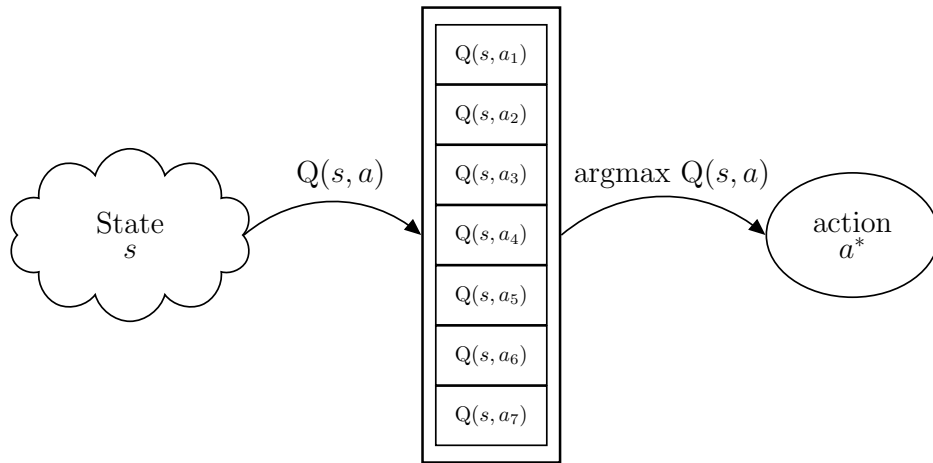 State
s
Q(s, a)
Q(s, a₁)
Q(s, a₂)
Q(s, a₃)
Q(s, a₄)
Q(s, a₅)
Q(s, a₆)
Q(s, a₇)
argmax Q(s, a)
action
a*